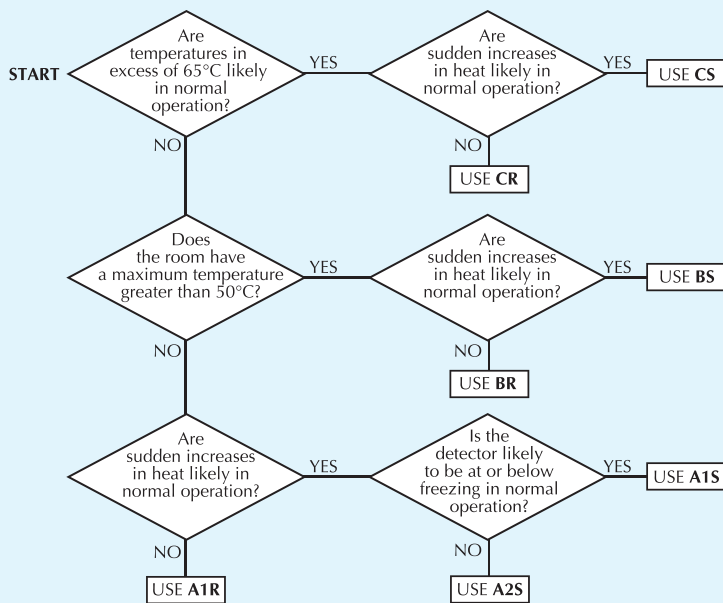 START
Are
temperatures in
excess of 65°C likely
in normal
operation?
YES
NO
Are
sudden increases
in heat likely in
normal operation?
YES
USE CS
NO
USE CR
Does
the room have
a maximum temperature
greater than 50°C?
YES
NO
Are
sudden increases
in heat likely in
normal operation?
YES
USE BS
NO
USE BR
Are
sudden increases
in heat likely in
normal operation?
YES
NO
USE A1R
Is the
detector likely
to be at or below
freezing in normal
operation?
YES
USE A1S
NO
USE A2S